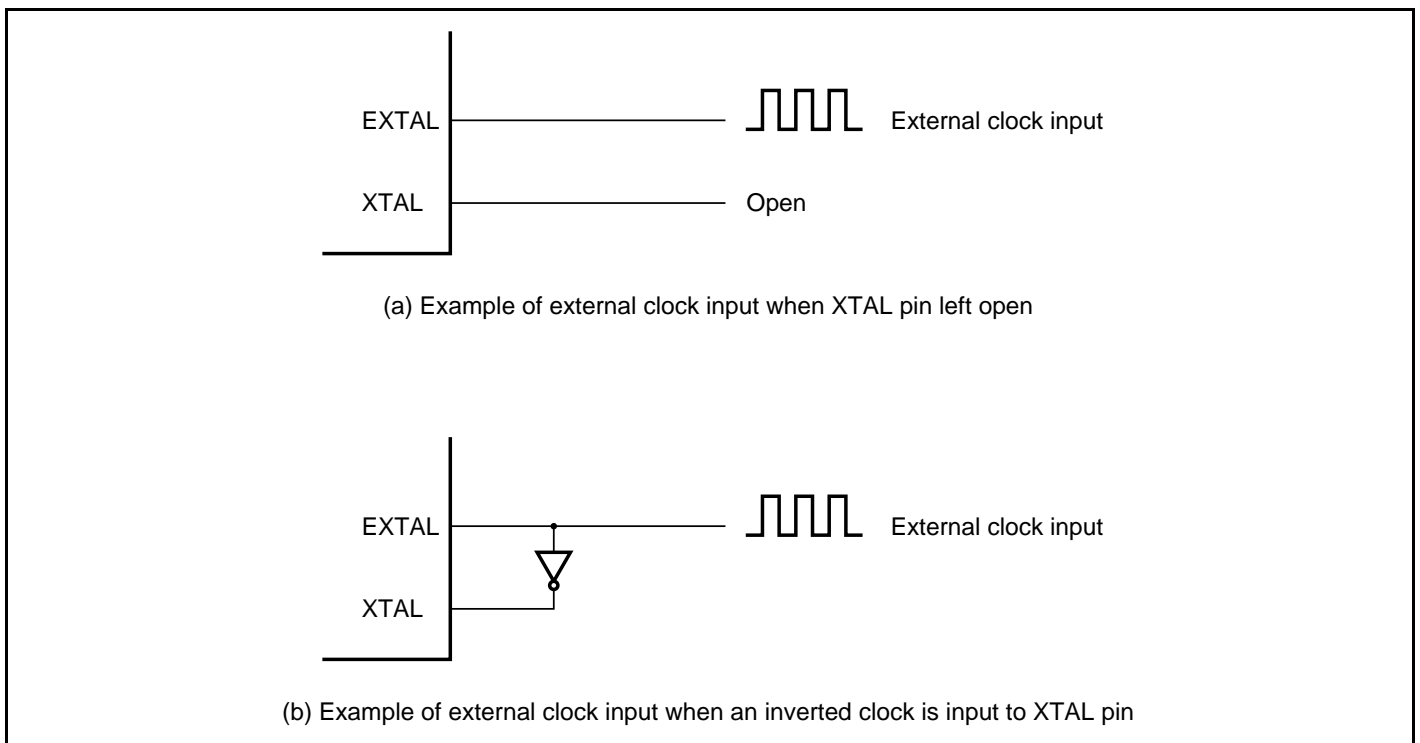 EXTAL
External clock input
XTAL
Open
(a) Example of external clock input when XTAL pin left open
EXTAL
External clock input
XTAL
(b) Example of external clock input when an inverted clock is input to XTAL pin